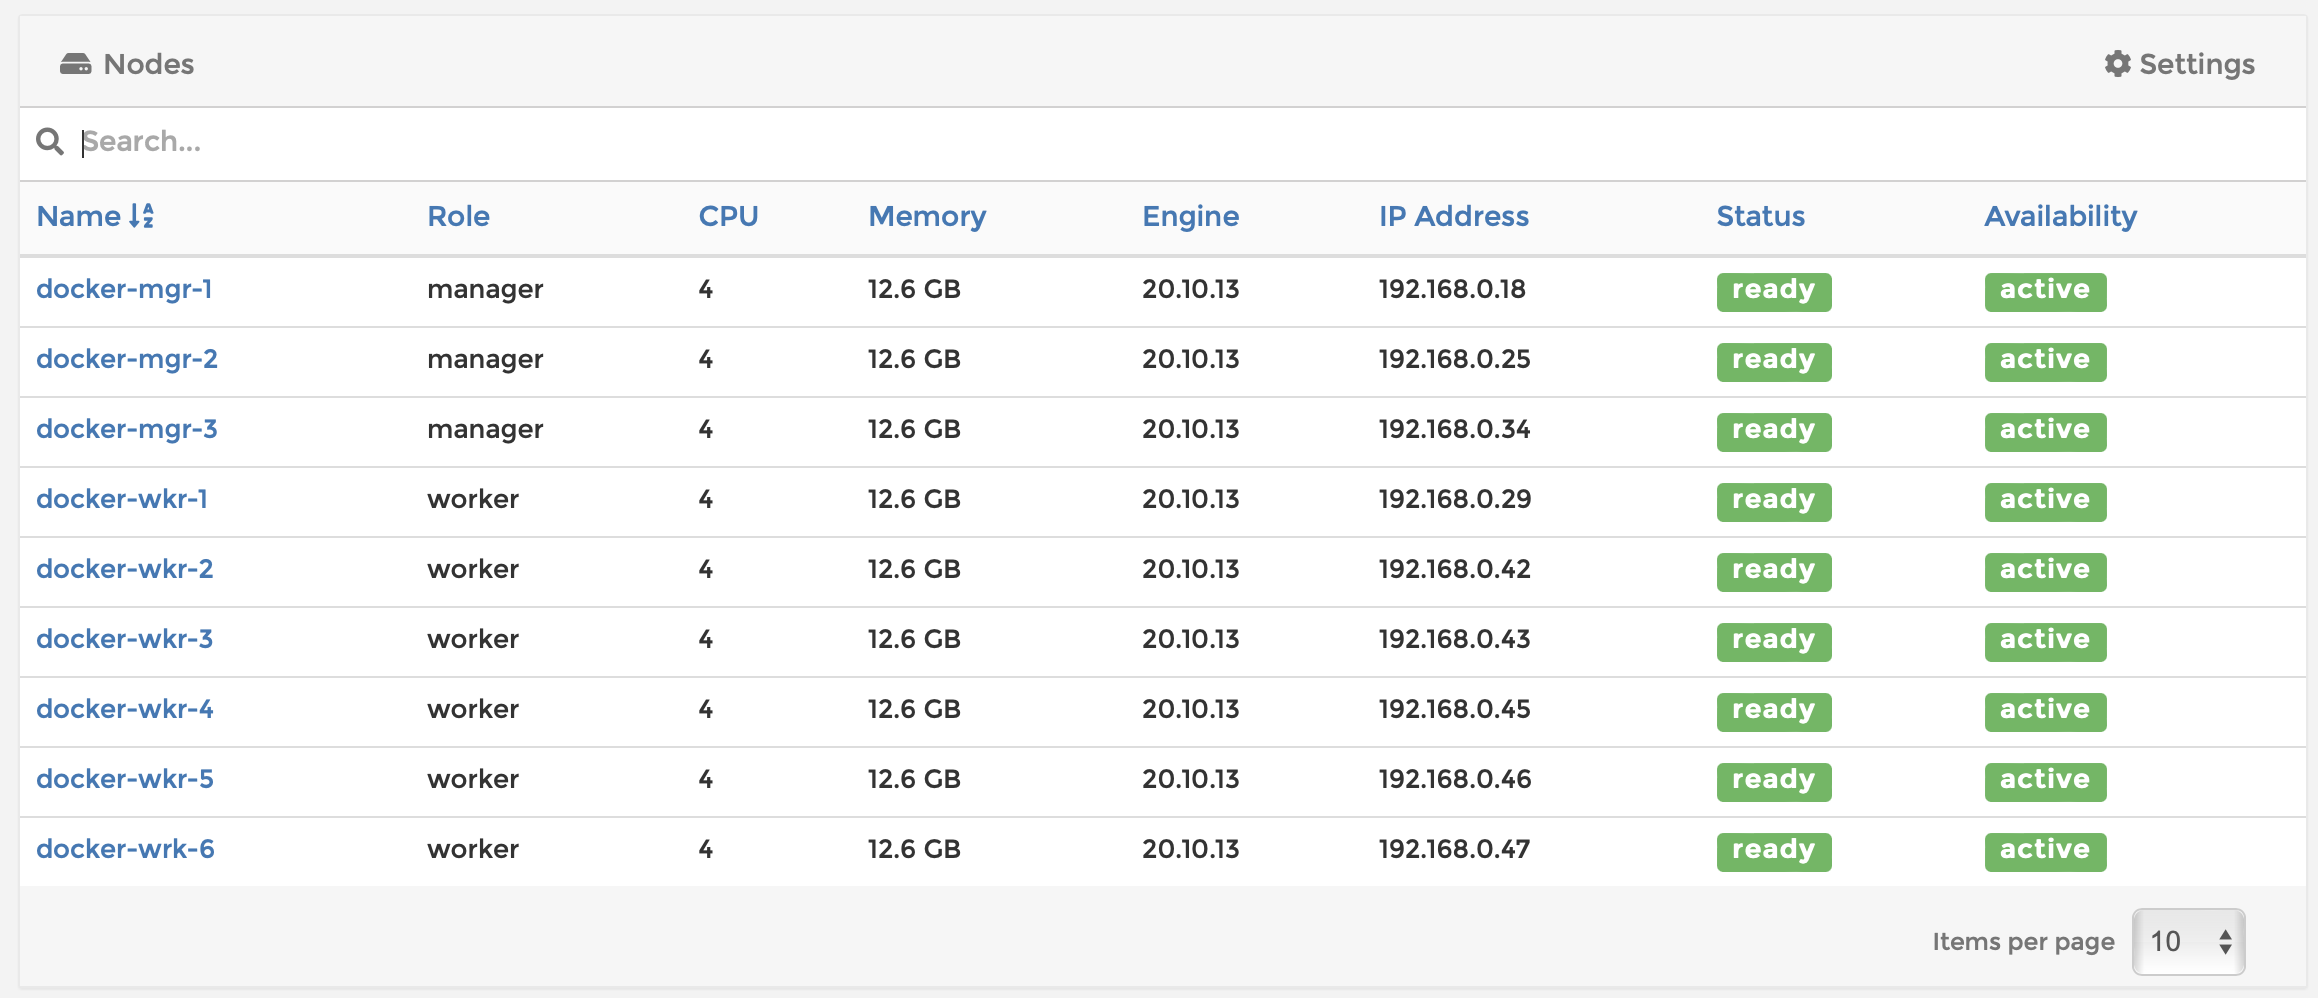 Nodes Settings
Search...
Name Role CPU Memory Engine IP Address Status Availability
docker-mgr-1 manager 4 12.6 GB 20.10.13 192.168.0.18 ready active
docker-mgr-2 manager 4 12.6 GB 20.10.13 192.168.0.25 ready active
docker-mgr-3 manager 4 12.6 GB 20.10.13 192.168.0.34 ready active
docker-wkr-1 worker 4 12.6 GB 20.10.13 192.168.0.29 ready active
docker-wkr-2 worker 4 12.6 GB 20.10.13 192.168.0.42 ready active
docker-wkr-3 worker 4 12.6 GB 20.10.13 192.168.0.43 ready active
docker-wkr-4 worker 4 12.6 GB 20.10.13 192.168.0.45 ready active
docker-wkr-5 worker 4 12.6 GB 20.10.13 192.168.0.46 ready active
docker-wrk-6 worker 4 12.6 GB 20.10.13 192.168.0.47 ready active
Items per page 10